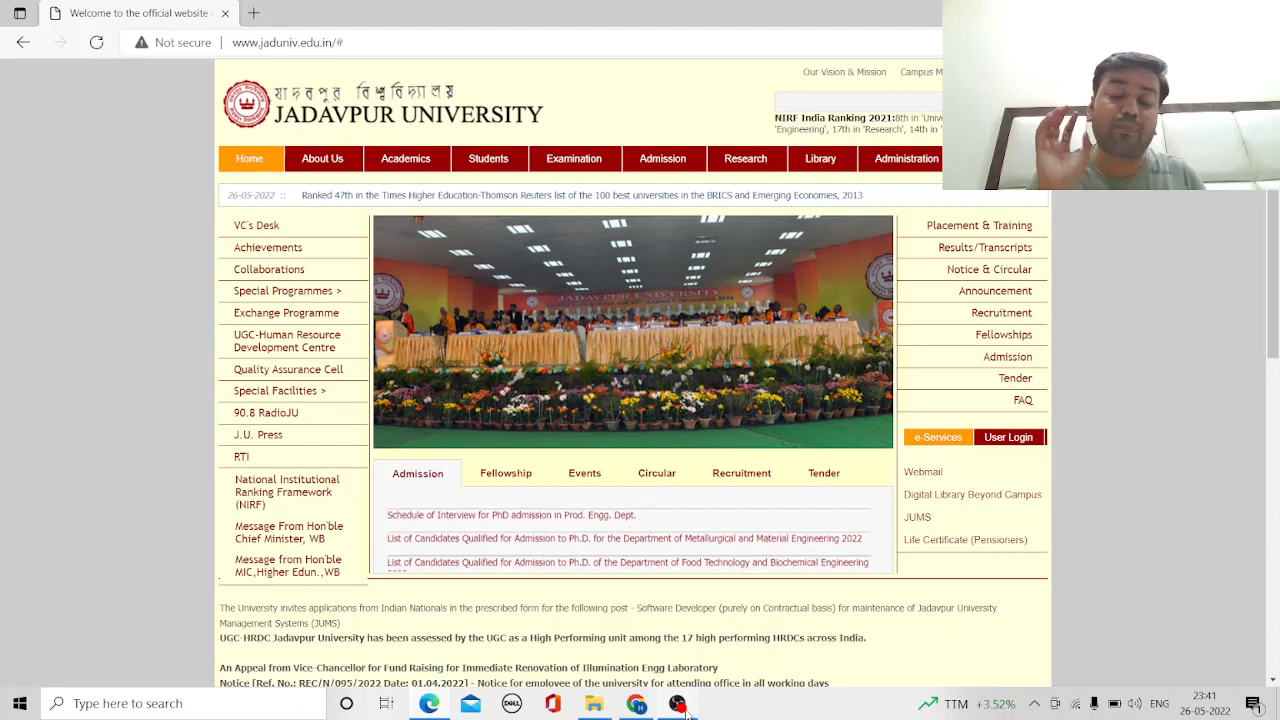 Not secure | www.jaduniv.edu.in/#
Our Vision & Mission Campus M
যাদবপুর বিশ্ববিদ্যালয়
JADAVPUR UNIVERSITY
NIRF India Ranking 2021:8th in 'Univ
'Engineering', 17th in 'Research', 14th in '
Home About Us Academics Students Examination Admission Research Library Administration
26-05-2022 :: Ranked 47th in the Times Higher Education-Thomson Reuters list of the 100 best universities in the BRICS and Emerging Economies, 2013
VC's Desk
Achievements
Collaborations
Special Programmes >
Exchange Programme
UGC-Human Resource
Development Centre
Quality Assurance Cell
Special Facilities >
90.8 RadioJU
J.U. Press
RTI
National Institutional
Ranking Framework
(NIRF)
Message From Hon'ble
Chief Minister, WB
Message from Hon'ble
MIC,Higher Edun.,WB
JADAVPUR UNIVERSITY
Placement & Training
Results/Transcripts
Notice & Circular
Announcement
Recruitment
Fellowships
Admission
Tender
FAQ
e-Services User Login
Webmail
Digital Library Beyond Campus
JUMS
Life Certificate (Pensioners)
Admission Fellowship Events Circular Recruitment Tender
Schedule of Interview for PhD admission in Prod. Engg. Dept.
List of Candidates Qualified for Admission to Ph.D. for the Department of Metallurgical and Material Engineering 2022
List of Candidates Qualified for Admission to Ph.D. of the Department of Food Technology and Biochemical Engineering
The University invites applications from Indian Nationals in the prescribed form for the following post - Software Developer (purely on Contractual basis) for maintenance of Jadavpur University
Management Systems (JUMS)
UGC-HRDC Jadavpur University has been assessed by the UGC as a High Performing unit among the 17 high performing HRDCs across India.
An Appeal from Vice-Chancellor for Fund Raising for Immediate Renovation of Illumination Engg Laboratory
Notice [Ref. No.: REC/N/095/2022 Date: 01.04.2022] - Notice for employee of the university for attending office in all working days
Type here to search
DELL
TTM +3.52%
ENG
23:41
26-05-2022